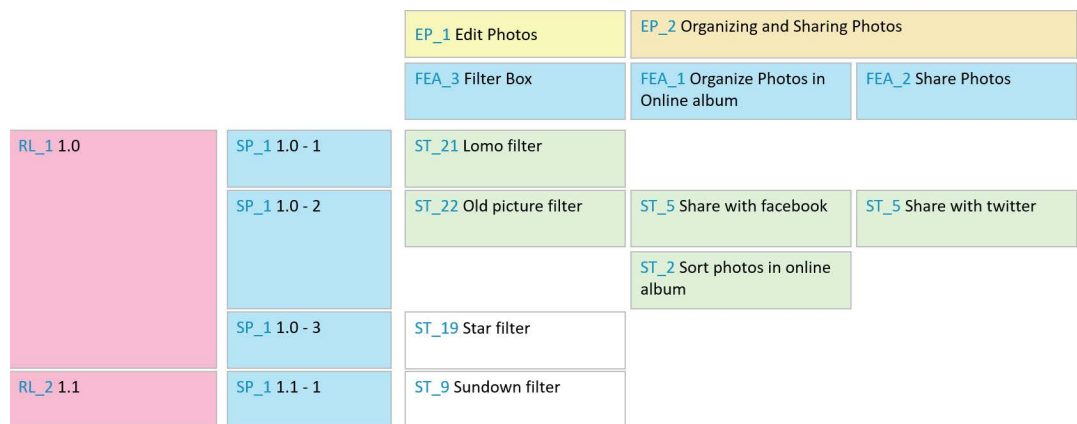 EP_1 Edit Photos
EP_2 Organizing and Sharing Photos
FEA_3 Filter Box
FEA_1 Organize Photos in
Online album
FEA_2 Share Photos
RL_1 1.0
SP_1 1.0 - 1
ST_21 Lomo filter
SP_1 1.0 - 2
ST_22 Old picture filter
ST_5 Share with facebook
ST_5 Share with twitter
ST_2 Sort photos in online
album
SP_1 1.0 - 3
ST_19 Star filter
RL_2 1.1
SP_1 1.1 - 1
ST_9 Sundown filter